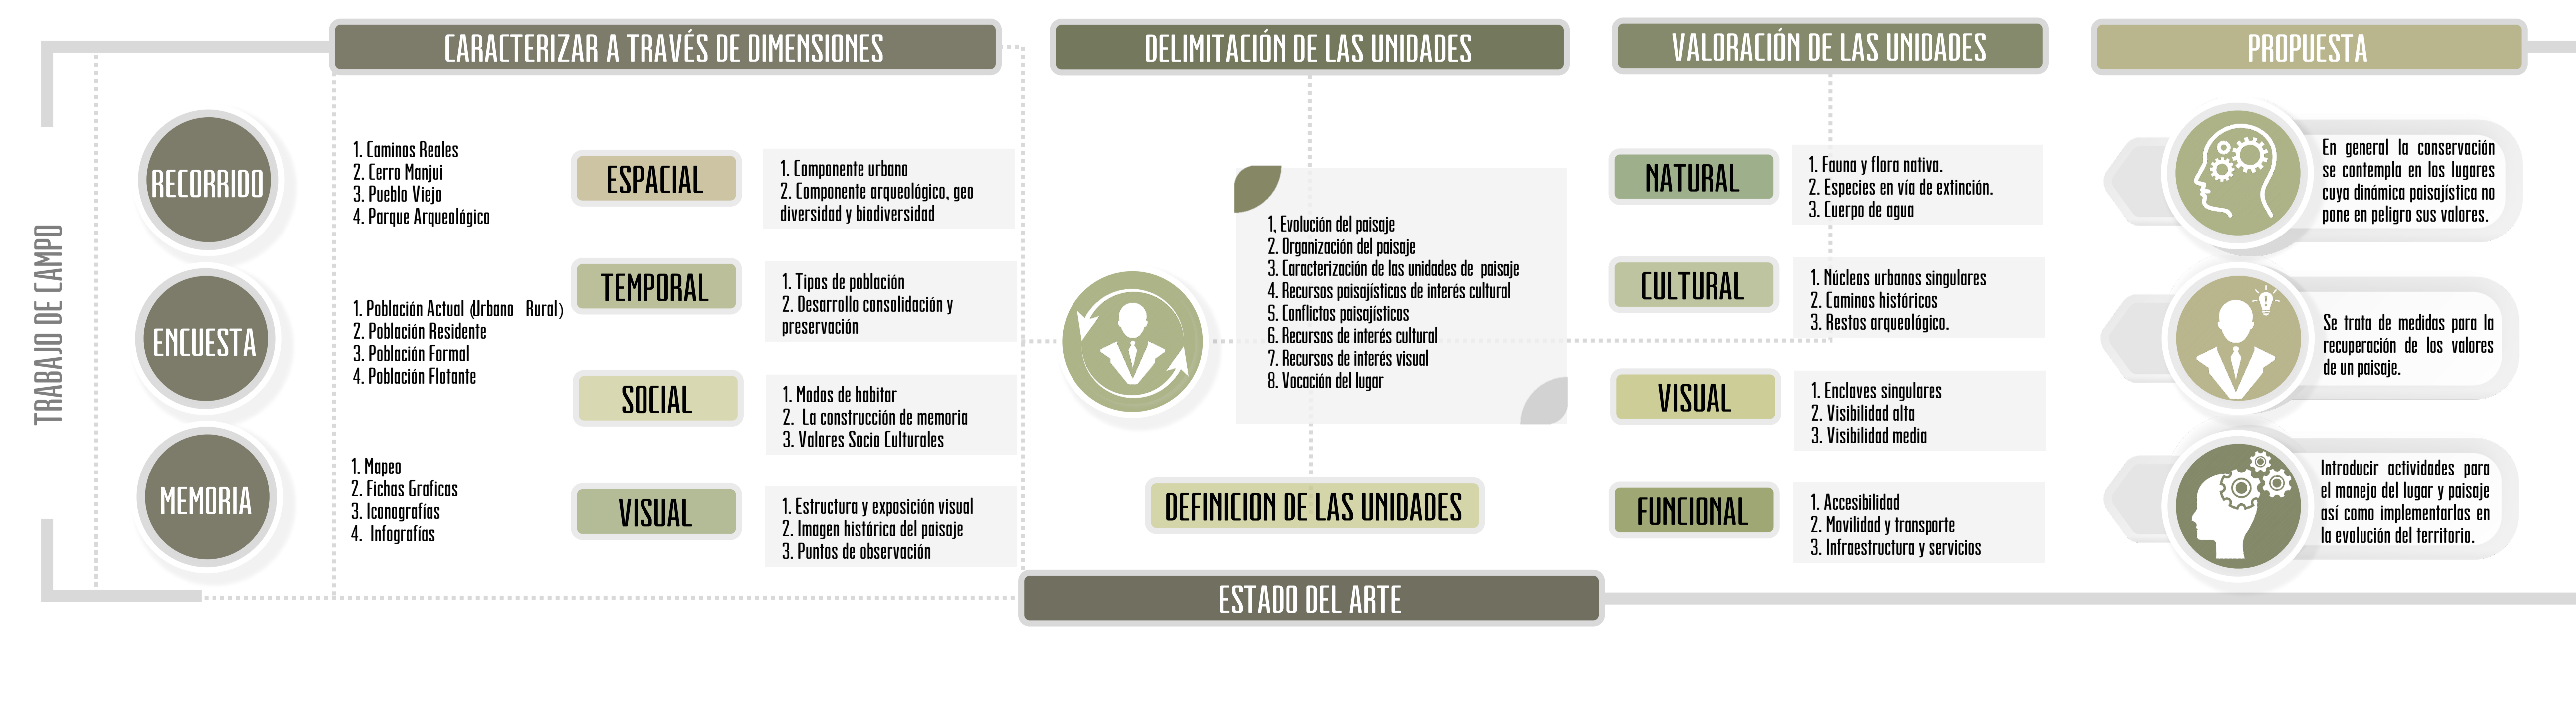 TRABAJO DE CAMPO
RECORRIDO
ENCUESTA
MEMORIA
CARACTERIZAR A TRAVÉS DE DIMENSIONES
1. Caminos Reales
2. Cerro Manjui
3. Pueblo Viejo
4. Parque Arqueológico
1. Población Actual (Urbano Rural)
2. Población Residente
3. Población Formal
4. Población Flotante
1. Mapeo
2. Fichas Graficas
3. Iconografías
4. Infografías
ESPACIAL
1. Componente urbano
2. Componente arqueológico, geo
diversidad y biodiversidad
TEMPORAL
1. Tipos de población
2. Desarrollo consolidación y
preservación
SOCIAL
1. Modos de habitar
2. La construcción de memoria
3. Valores Socio Culturales
VISUAL
1. Estructura y exposición visual
2. Imagen histórica del paisaje
3. Puntos de observación
DELIMITACIÓN DE LAS UNIDADES
1, Evolución del paisaje
2. Organización del paisaje
3. Caracterización de las unidades de paisaje
4. Recursos paisajísticos de interés cultural
5. Conflictos paisajísticos
6. Recursos de interés cultural
7. Recursos de interés visual
8. Vocación del lugar
DEFINICION DE LAS UNIDADES
ESTADO DEL ARTE
VALORACIÓN DE LAS UNIDADES
NATURAL
1. Fauna y flora nativa.
2. Especies en vía de extinción.
3. Cuerpo de agua
CULTURAL
1. Núcleos urbanos singulares
2. Caminos históricos
3. Restos arqueológico.
VISUAL
1. Enclaves singulares
2. Visibilidad alta
3. Visibilidad media
FUNCIONAL
1. Accesibilidad
2. Movilidad y transporte
3. Infraestructura y servicios
PROPUESTA
En general la conservación
se contempla en los lugares
cuya dinámica paisajística no
pone en peligro sus valores.
Se trata de medidas para la
recuperación de los valores
de un paisaje.
Introducir actividades para
el manejo del lugar y paisaje
así como implementarlas en
la evolución del territorio.